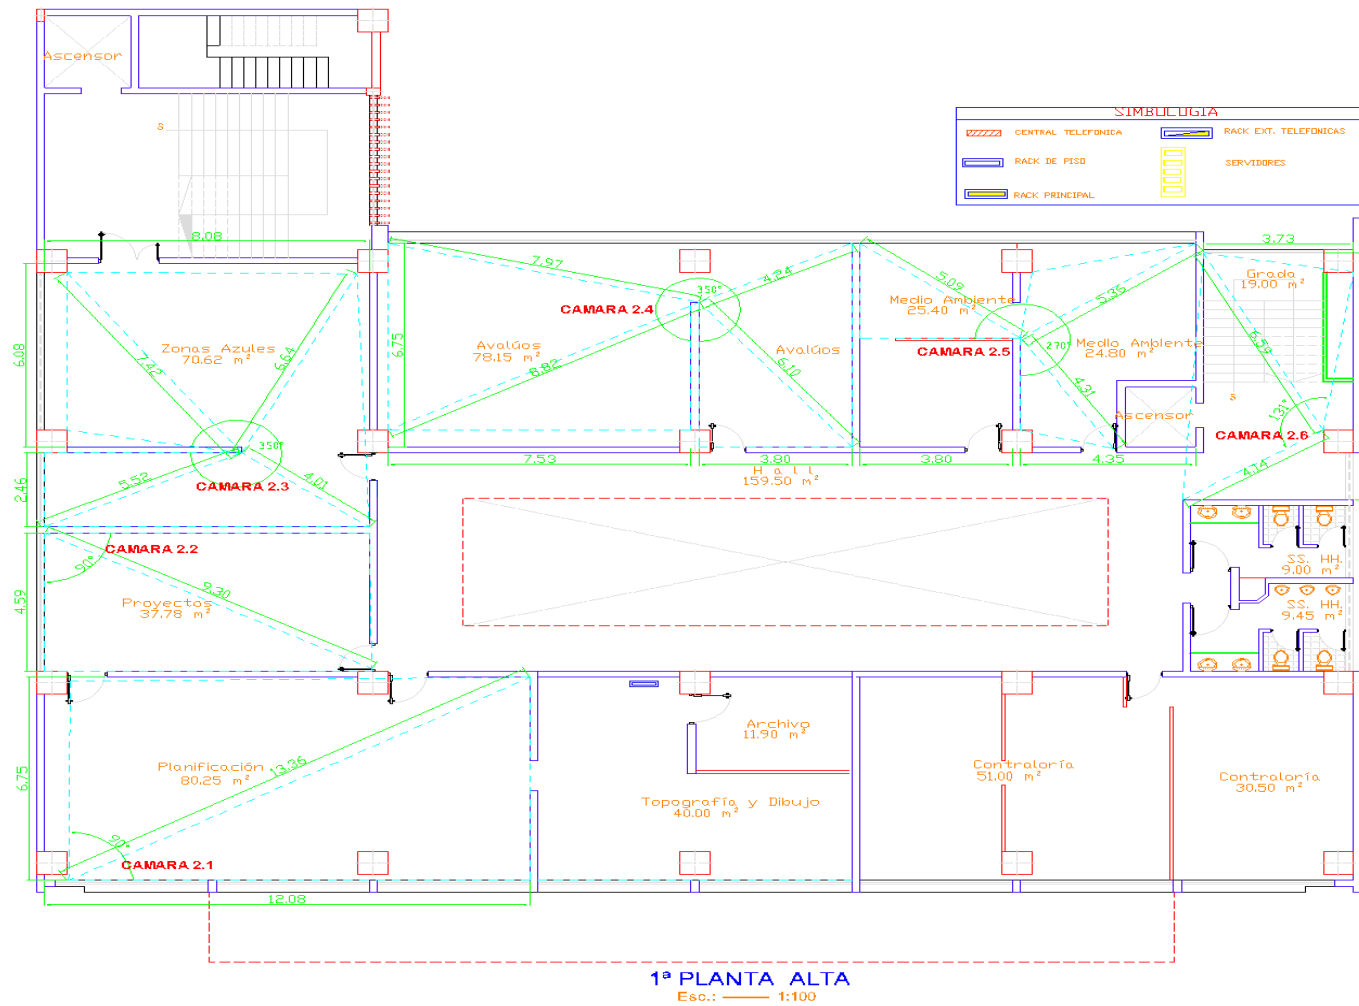 Ascensor
S
SIMBOLOGIA
CENTRAL TELEFONICA
RACK EXT. TELEFONICAS
RACK DE PISO
SERVIDORES
RACK PRINCIPAL
8.08
3.73
7.97
350°
4.24
5.09
5.35
Grada
19.00 m²
CAMARA 2.4
Medio Ambiente
25.40 m²
6.08
7.42
Zonas Azules
70.62 m²
6.64
6.75
Avalúos
78.15 m²
8.82
Avalúos
6.10
CAMARA 2.5
270°
Medio Ambiente
24.80 m²
6.59
4.31
Ascensor
S
131°
CAMARA 2.6
350°
7.53
3.80
Hall
159.50 m²
3.80
4.35
4.14
2.46
5.52
CAMARA 2.3
4.01
CAMARA 2.2
90°
9.30
4.59
Proyectos
37.78 m²
SS. HH.
9.00 m²
SS. HH.
9.45 m²
6.75
Planificación
80.25 m²
13.36
Archivo
11.90 m²
Contraloría
51.00 m²
Contraloría
30.50 m²
Topografía y Dibujo
40.00 m²
90°
CAMARA 2.1
12.08
1ª PLANTA ALTA
Esc.: 1:100